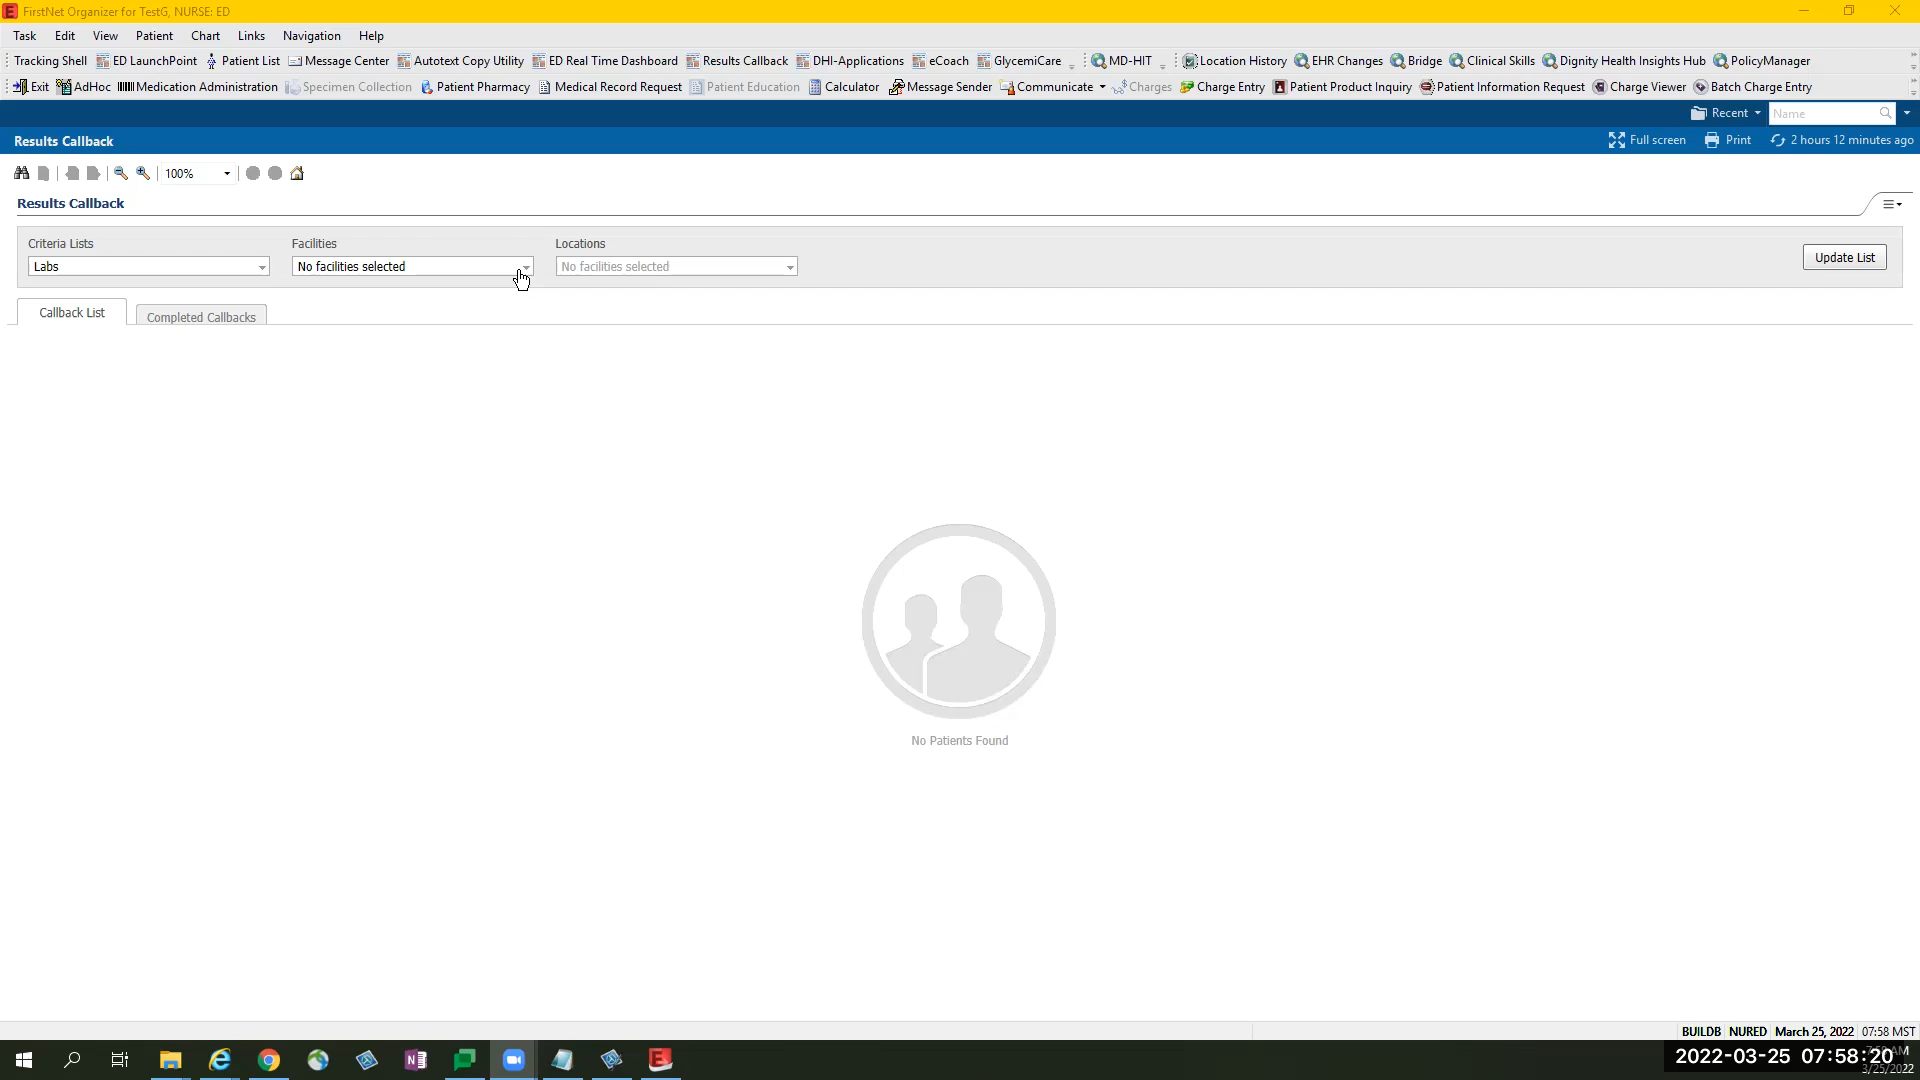 FirstNet Organizer for TestG, NURSE: ED
Task Edit View Patient Chart Links Navigation Help
Tracking Shell ED LaunchPoint Patient List Message Center Autotext Copy Utility ED Real Time Dashboard Results Callback DHI-Applications eCoach GlycemiCare MD-HIT Location History EHR Changes Bridge Clinical Skills Dignity Health Insights Hub PolicyManager
Exit AdHoc Medication Administration Specimen Collection Patient Pharmacy Medical Record Request Patient Education Calculator Message Sender Communicate Charges Charge Entry Patient Product Inquiry Patient Information Request Charge Viewer Batch Charge Entry
Recent Name
Results Callback Full screen Print 2 hours 12 minutes ago
100%
Results Callback
Criteria Lists Facilities Locations
Labs No facilities selected No facilities selected Update List
Callback List Completed Callbacks
No Patients Found
BUILDB NURED March 25, 2022 07:58 MST
2022-03-25 07:58:20
3/25/2022